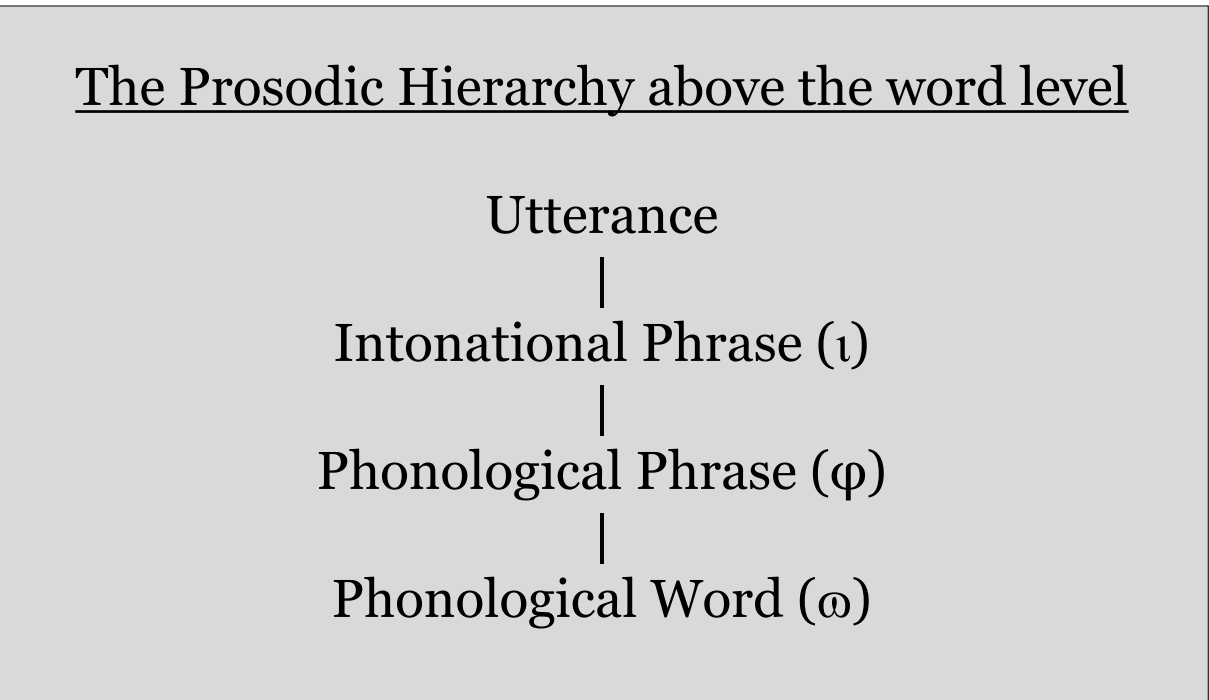 The Prosodic Hierarchy above the word level
Utterance
Intonational Phrase (ι)
Phonological Phrase (φ)
Phonological Word (ω)